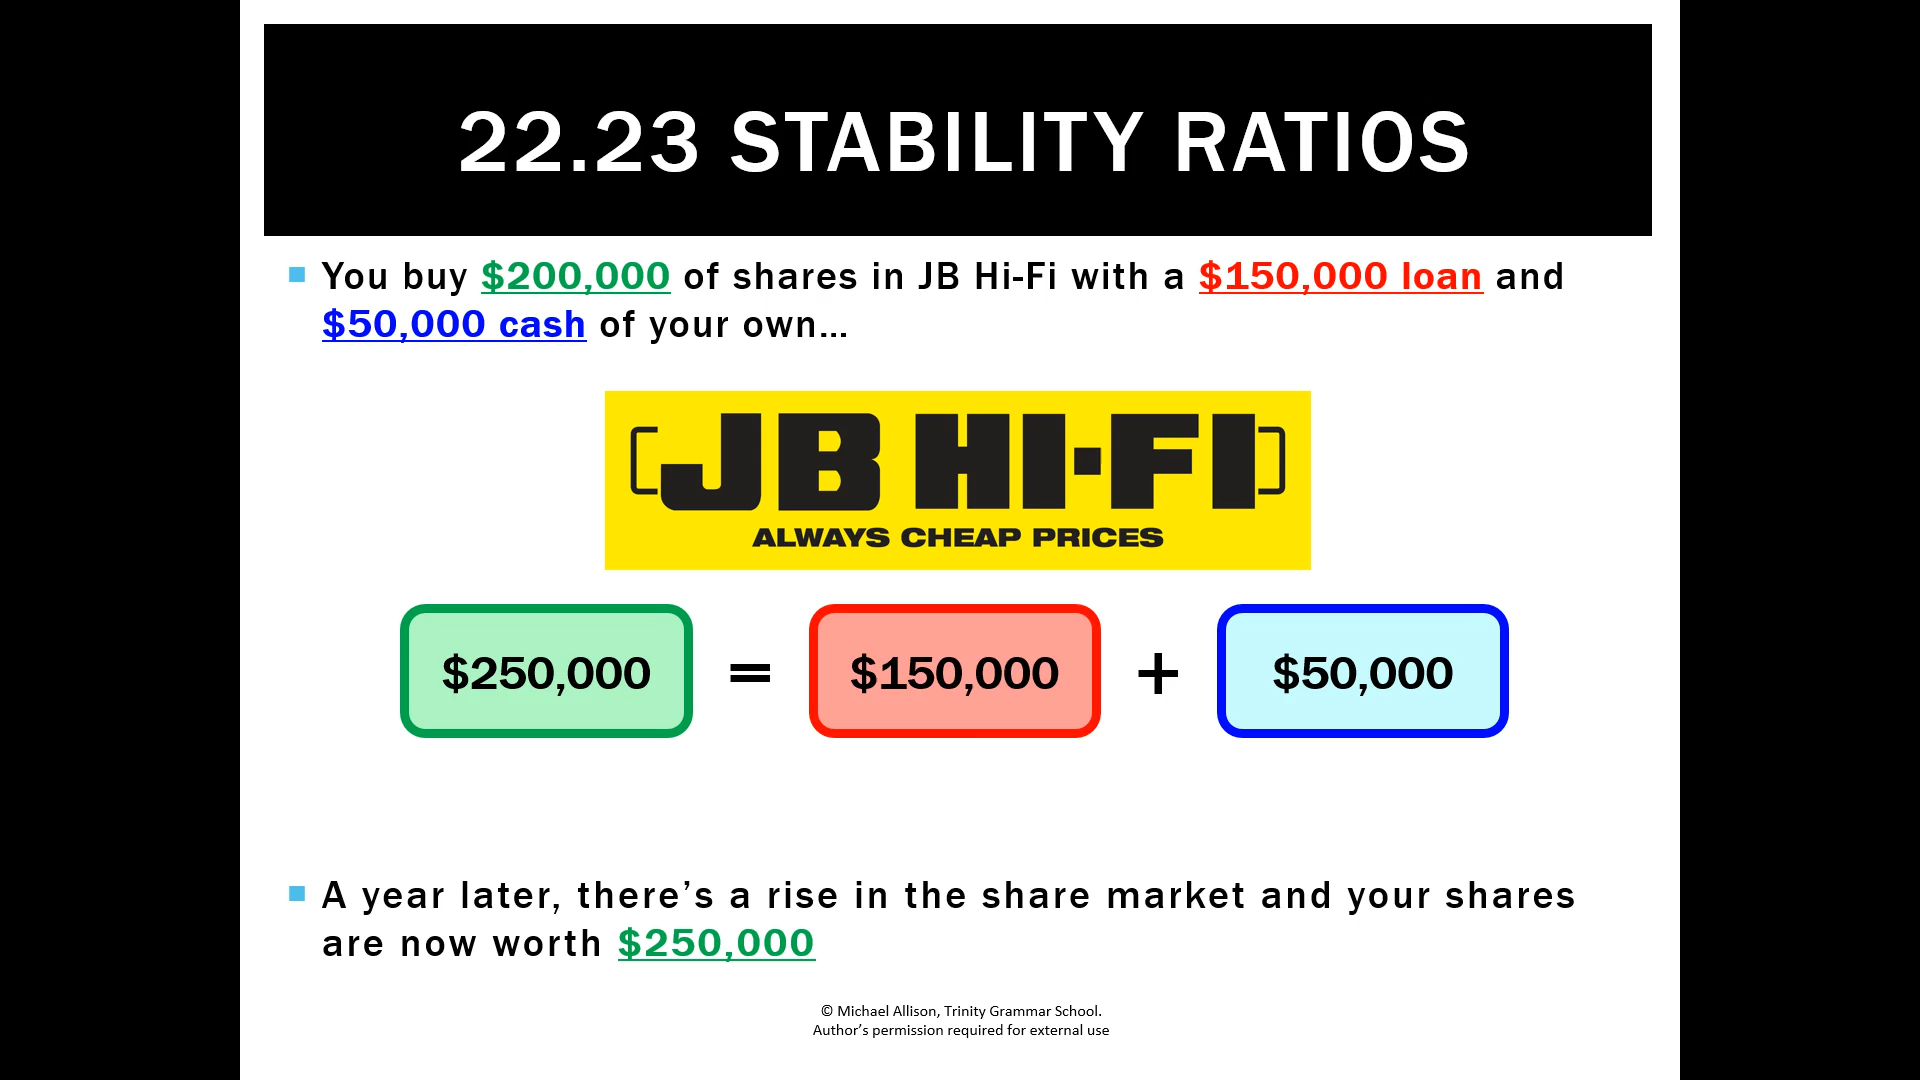 22.23 STABILITY RATIOS
You buy $200,000 of shares in JB Hi-Fi with a $150,000 loan and
$50,000 cash of your own…
JB HI-FI
ALWAYS CHEAP PRICES
$250,000 = $150,000 + $50,000
A year later, there’s a rise in the share market and your shares
are now worth $250,000
© Michael Allison, Trinity Grammar School.
Author’s permission required for external use